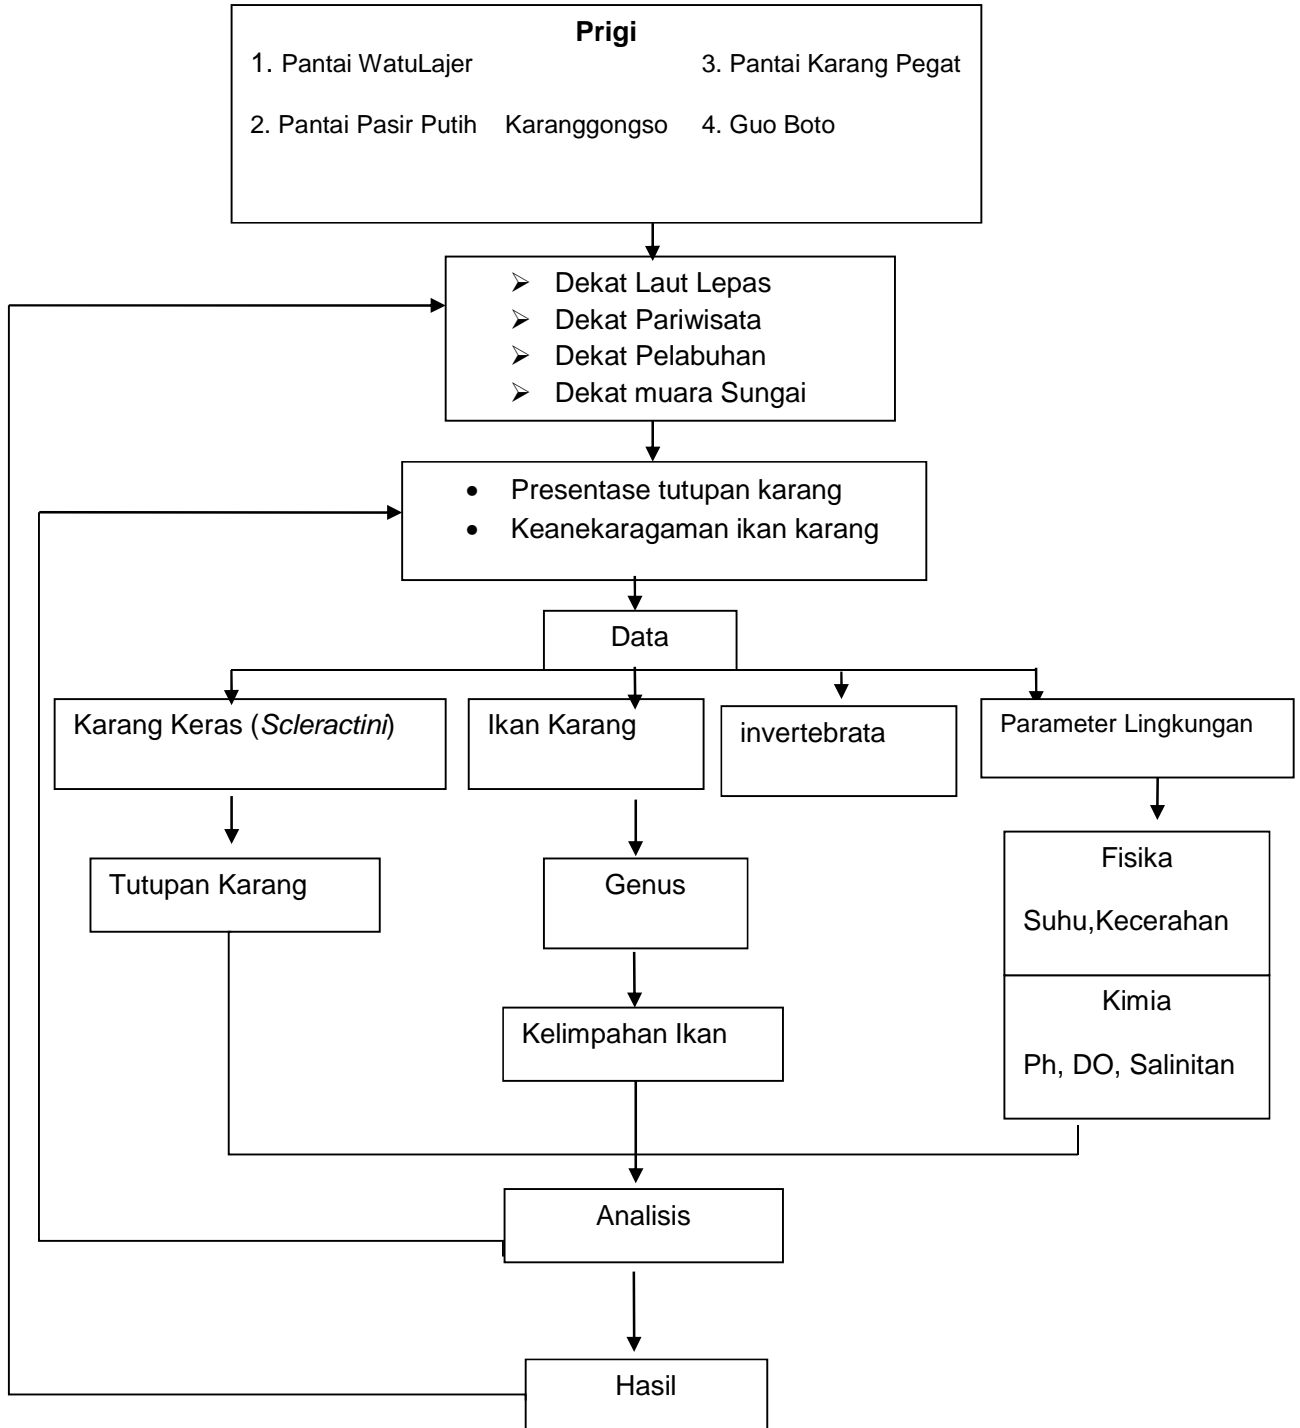 Prigi
1. Pantai WatuLajer
3. Pantai Karang Pegat
2. Pantai Pasir Putih Karanggongso
4. Guo Boto
➢ Dekat Laut Lepas
➢ Dekat Pariwisata
➢ Dekat Pelabuhan
➢ Dekat muara Sungai
• Presentase tutupan karang
• Keanekaragaman ikan karang
Data
Karang Keras (Scleractini)
Ikan Karang
invertebrata
Parameter Lingkungan
Tutupan Karang
Genus
Fisika
Suhu,Kecerahan
Kelimpahan Ikan
Kimia
Ph, DO, Salinitan
Analisis
Hasil